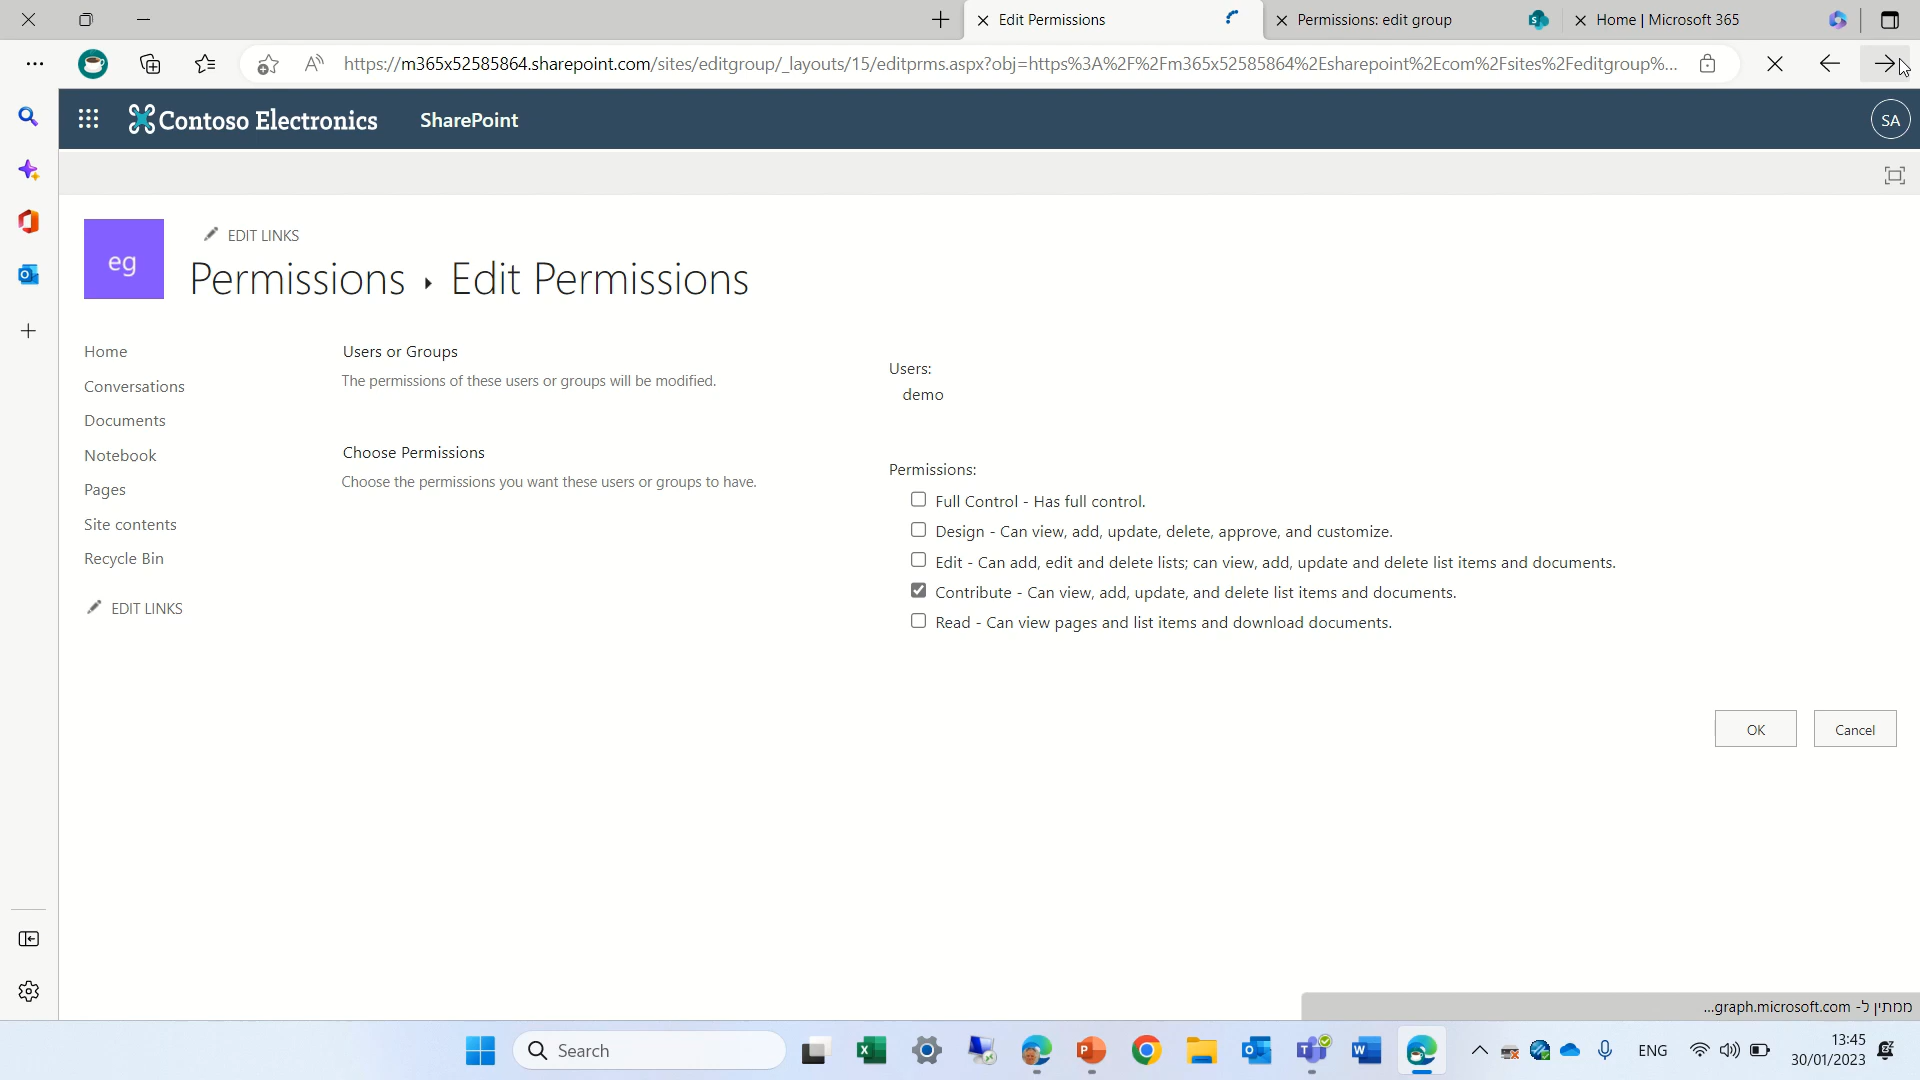 Edit Permissions
Permissions: edit group
Home | Microsoft 365
https://m365x52585864.sharepoint.com/sites/editgroup/_layouts/15/editprms.aspx?obj=https%3A%2F%2Fm365x52585864%2Esharepoint%2Ecom%2Fsites%2Feditgroup%...
Contoso Electronics
SharePoint
SA
eg
EDIT LINKS
Permissions ▸ Edit Permissions
Home
Conversations
Documents
Notebook
Pages
Site contents
Recycle Bin
EDIT LINKS
Users or Groups
The permissions of these users or groups will be modified.
Users:
demo
Choose Permissions
Choose the permissions you want these users or groups to have.
Permissions:
Full Control - Has full control.
Design - Can view, add, update, delete, approve, and customize.
Edit - Can add, edit and delete lists; can view, add, update and delete list items and documents.
Contribute - Can view, add, update, and delete list items and documents.
Read - Can view pages and list items and download documents.
OK
Cancel
ממתין ל- graph.microsoft.com...
Search
ENG
13:45
30/01/2023